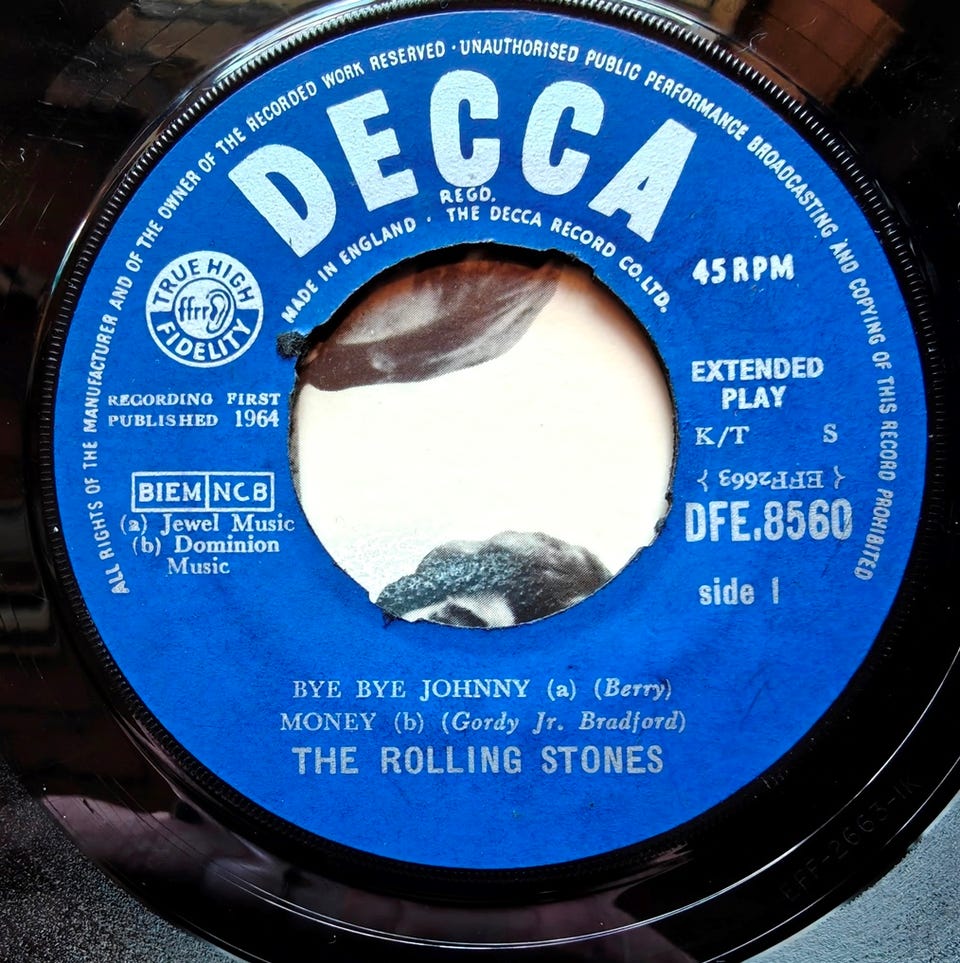 ALL RIGHTS OF THE MANUFACTURER AND OF THE OWNER OF THE RECORDED WORK RESERVED · UNAUTHORISED PUBLIC PERFORMANCE BROADCASTING AND COPYING OF THIS RECORD PROHIBITED
DECCA
REGD.
MADE IN ENGLAND · THE DECCA RECORD CO. LTD.
TRUE HIGH
ffrr
FIDELITY
45 RPM
RECORDING FIRST
PUBLISHED 1964
EXTENDED
PLAY
K/T S
{ EFF2663 }
BIEM NCB
(a) Jewel Music
(b) Dominion
Music
DFE.8560
side 1
BYE BYE JOHNNY (a) (Berry)
MONEY (b) (Gordy Jr. Bradford)
THE ROLLING STONES
EFF-2663-1K